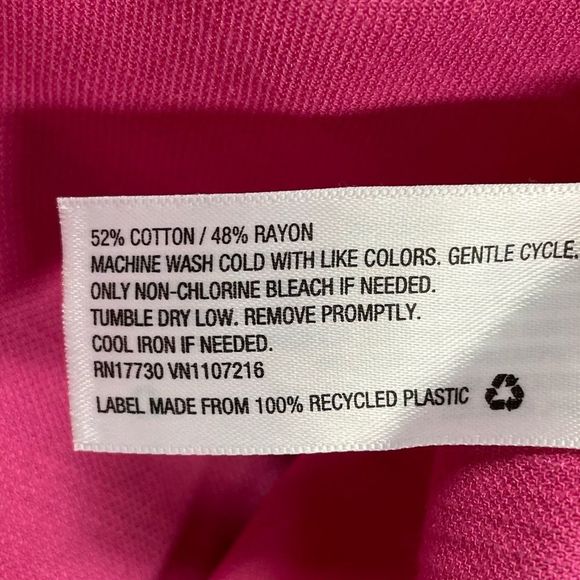 52% COTTON / 48% RAYON
MACHINE WASH COLD WITH LIKE COLORS. GENTLE CYCLE.
ONLY NON-CHLORINE BLEACH IF NEEDED.
TUMBLE DRY LOW. REMOVE PROMPTLY.
COOL IRON IF NEEDED.
RN17730 VN1107216
LABEL MADE FROM 100% RECYCLED PLASTIC